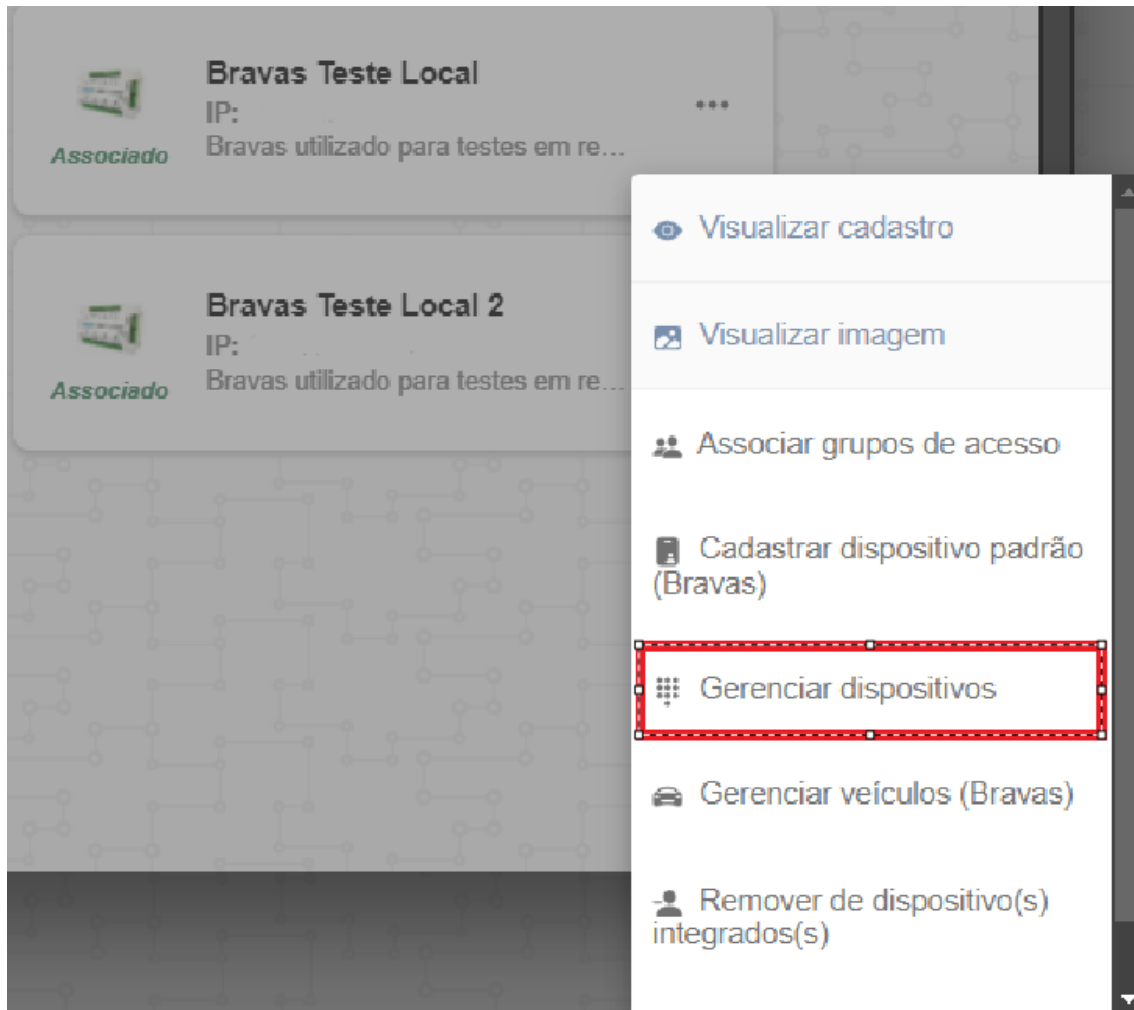 Bravas Teste Local
IP:
Associado
Bravas utilizado para testes em re...
Bravas Teste Local 2
IP:
Associado
Bravas utilizado para testes em re...
Visualizar cadastro
Visualizar imagem
Associar grupos de acesso
Cadastrar dispositivo padrão
(Bravas)
Gerenciar dispositivos
Gerenciar veículos (Bravas)
Remover de dispositivo(s)
integrados(s)